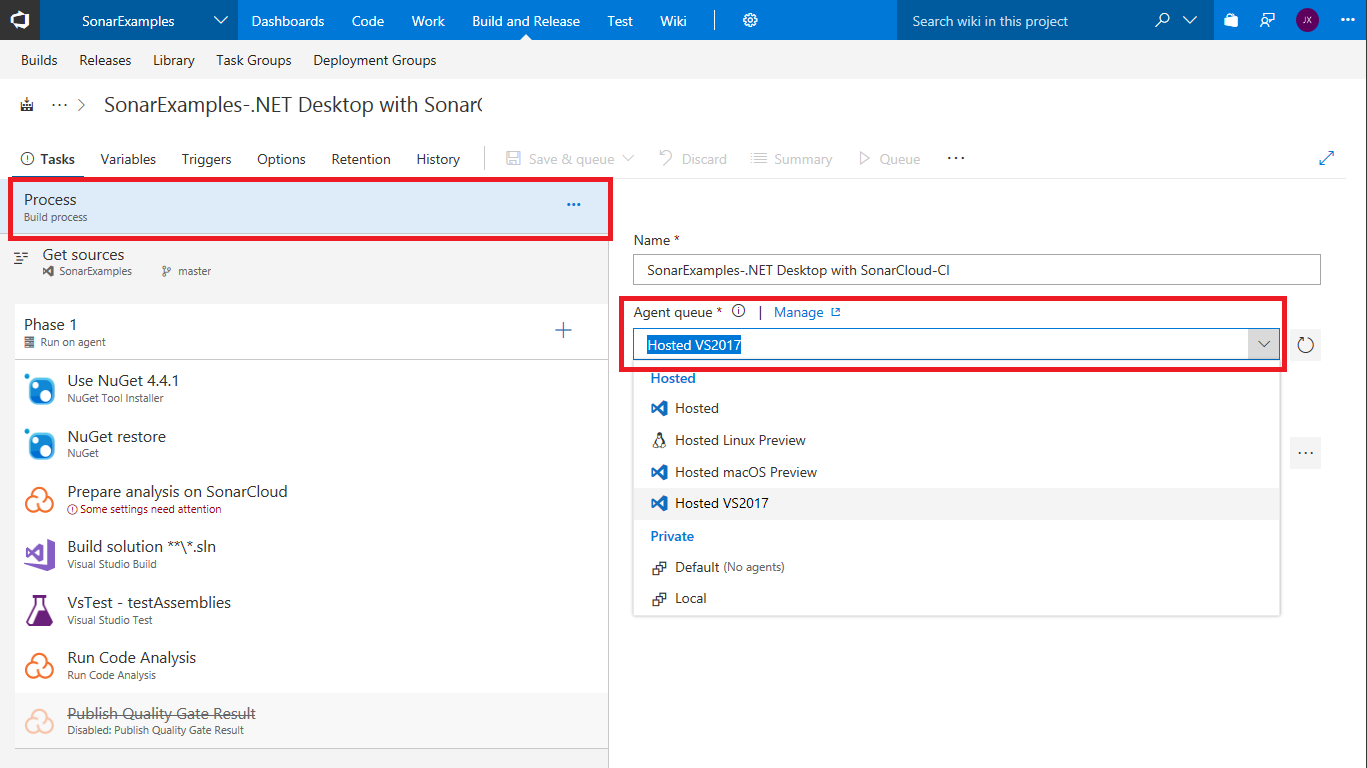 SonarExamples
Dashboards
Code
Work
Build and Release
Test
Wiki
Search wiki in this project
JX
Builds
Releases
Library
Task Groups
Deployment Groups
... > SonarExamples-.NET Desktop with SonarC
Tasks
Variables
Triggers
Options
Retention
History
Save & queue
Discard
Summary
Queue
...
Process
Build process
...
Get sources
SonarExamples
master
Phase 1
Run on agent
Use NuGet 4.4.1
NuGet Tool Installer
NuGet restore
NuGet
Prepare analysis on SonarCloud
Some settings need attention
Build solution **\*.sln
Visual Studio Build
VsTest - testAssemblies
Visual Studio Test
Run Code Analysis
Run Code Analysis
Publish Quality Gate Result
Disabled: Publish Quality Gate Result
Name *
SonarExamples-.NET Desktop with SonarCloud-CI
Agent queue * | Manage
Hosted VS2017
Hosted
Hosted
Hosted Linux Preview
Hosted macOS Preview
Hosted VS2017
Private
Default (No agents)
Local
...